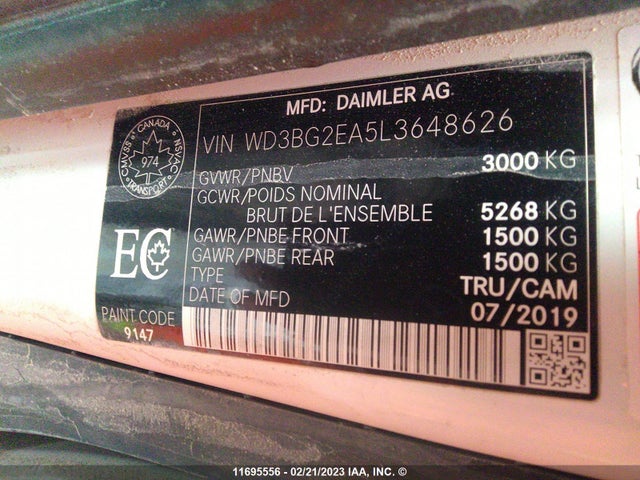 MFD: DAIMLER AG
CMVSS CANADA NSVAC
974
TRANSPORT
VIN WD3BG2EA5L3648626
GVWR/PNBV 3000 KG
GCWR/POIDS NOMINAL
BRUT DE L'ENSEMBLE 5268 KG
GAWR/PNBE FRONT 1500 KG
GAWR/PNBE REAR 1500 KG
TYPE TRU/CAM
DATE OF MFD 07/2019
EC
PAINT CODE
9147
11695556 - 02/21/2023 IAA, INC. ©